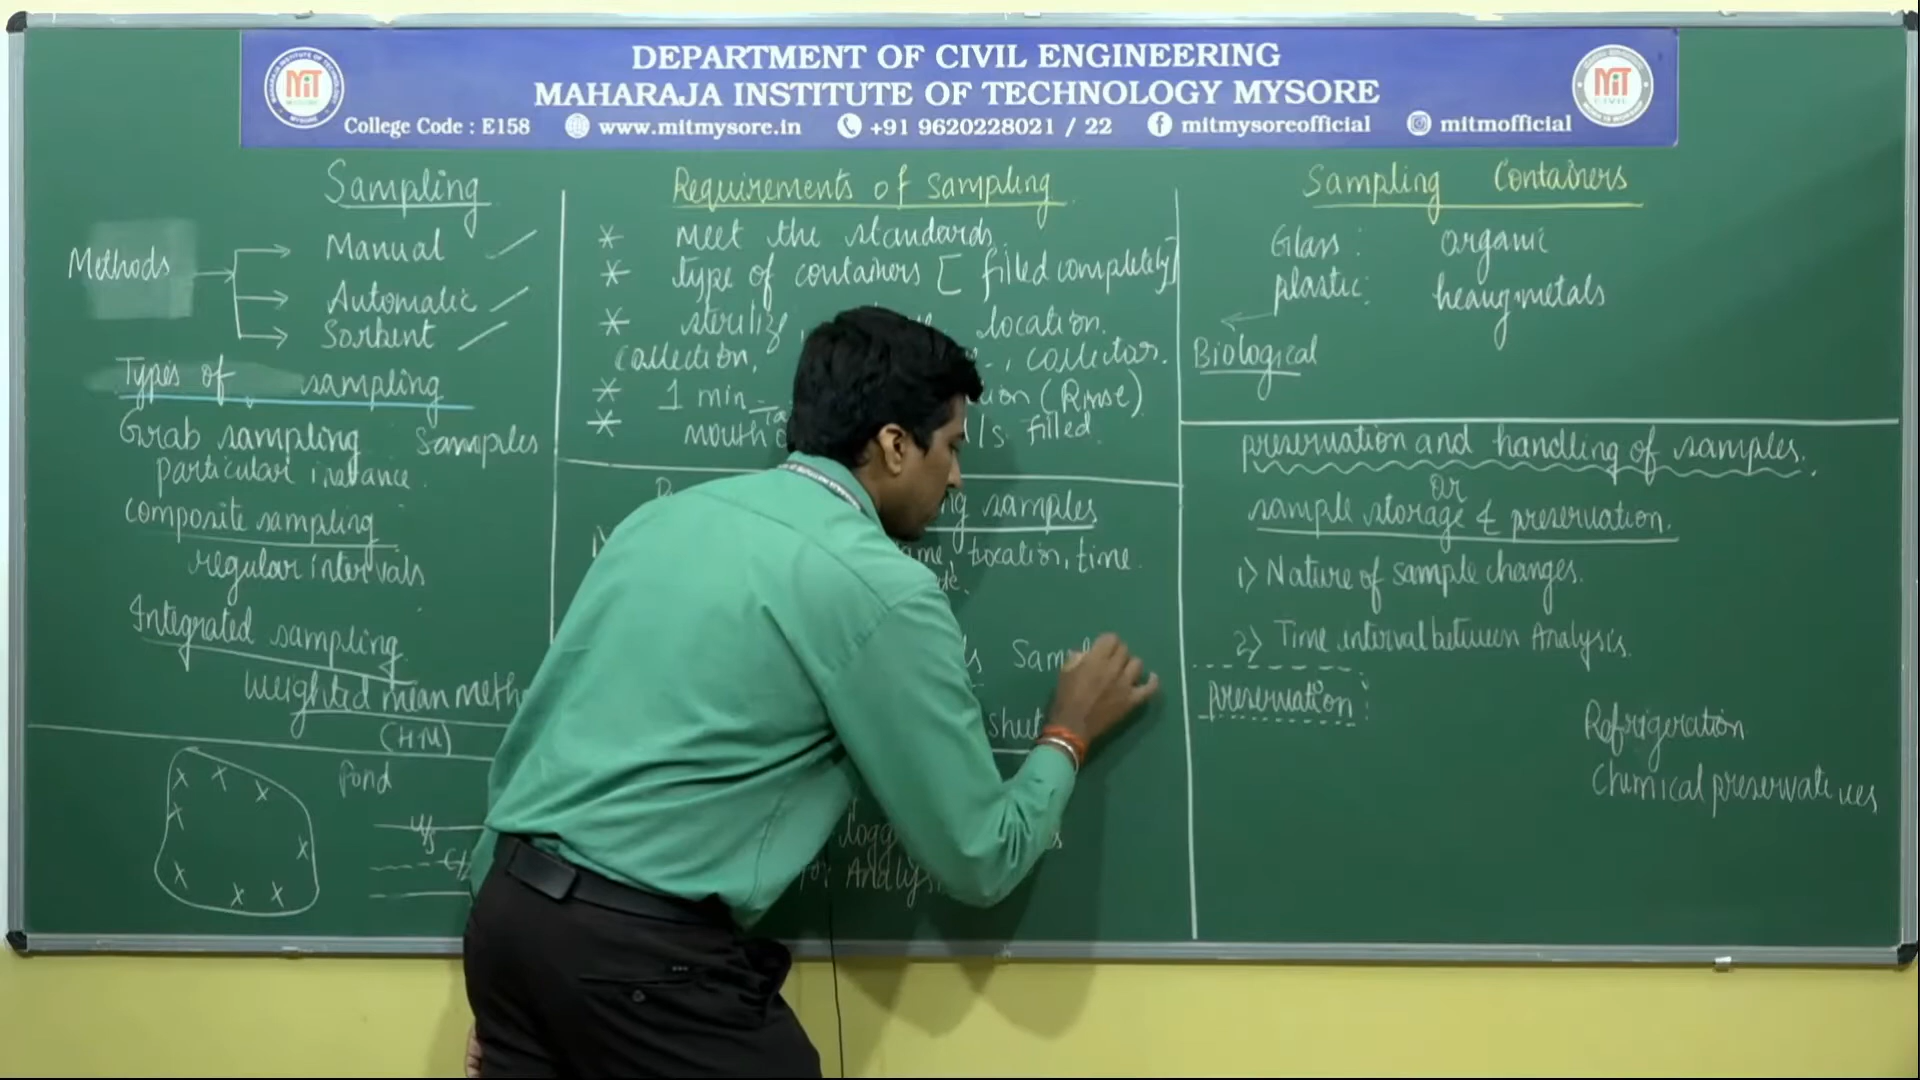 DEPARTMENT OF CIVIL ENGINEERING
MAHARAJA INSTITUTE OF TECHNOLOGY MYSORE
College Code : E158 www.mitmysore.in +91 9620228021 / 22 mitmysoreofficial mitmofficial
Sampling
Methods
Manual
Automatic
Sorbent
Types of sampling
Grab sampling Samples
particular instance.
composite sampling
regular intervals
Integrated sampling
weighted mean meth
(HM)
Pond
Requirements of sampling
* Meet the standards
* type of containers [ filled completely]
* steriliz location.
collection, , collector.
* 1 min (Rinse)
* mouth filled.
samples
time.
Samp
Analys
Sampling Containers
Glass : organic
plastic : heavy metals
Biological
preservation and handling of samples.
or
sample storage & preservation.
1) Nature of sample changes.
2) Time interval between Analysis.
preservation
Refrigeration
Chemical preservatives